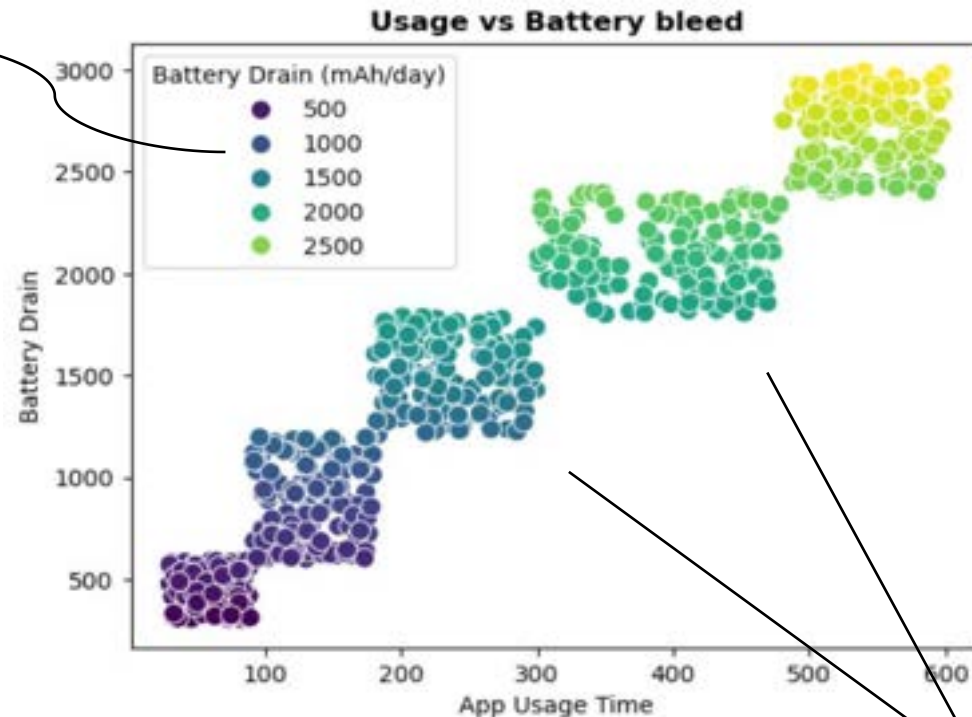 Usage vs Battery bleed
Battery Drain (mAh/day)
500
1000
1500
2000
2500
3000
2500
2000
1500
1000
500
Battery Drain
100 200 300 400 500 600
App Usage Time